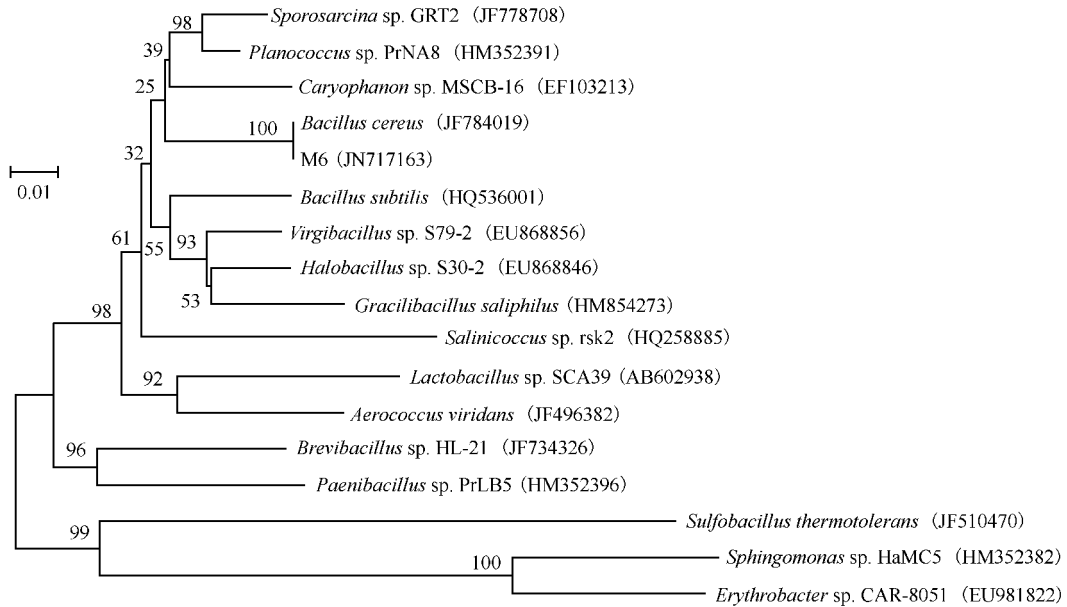 98
Sporosarcina sp. GRT2 (JF778708)
39
Planococcus sp. PrNA8 (HM352391)
25
Caryophanon sp. MSCB-16 (EF103213)
100
Bacillus cereus (JF784019)
32
M6 (JN717163)
0.01
Bacillus subtilis (HQ536001)
61
55
93
Virgibacillus sp. S79-2 (EU868856)
Halobacillus sp. S30-2 (EU868846)
53
Gracilibacillus saliphilus (HM854273)
98
Salinicoccus sp. rsk2 (HQ258885)
92
Lactobacillus sp. SCA39 (AB602938)
Aerococcus viridans (JF496382)
96
Brevibacillus sp. HL-21 (JF734326)
Paenibacillus sp. PrLB5 (HM352396)
99
Sulfobacillus thermotolerans (JF510470)
100
Sphingomonas sp. HaMC5 (HM352382)
Erythrobacter sp. CAR-8051 (EU981822)